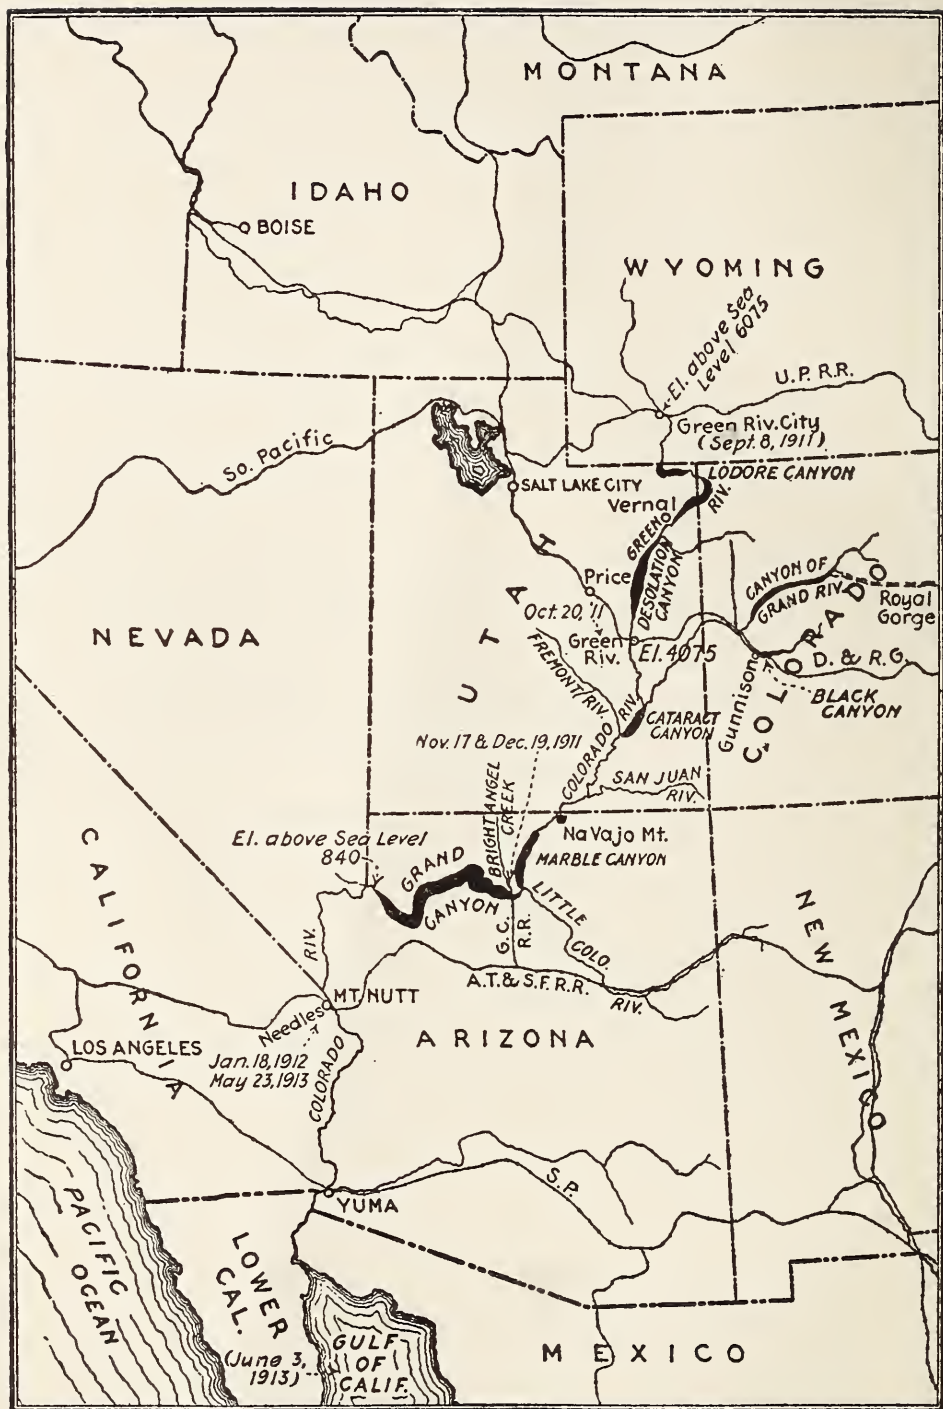 MONTANA
IDAHO
BOISE
WYOMING
El. above Sea
Level 6075
U.P.R.R.
Green Riv. City
(Sept. 8, 1911)
So. Pacific
LODORE CANYON
SALT LAKE CITY
Vernal
GREEN
RIV.
DESOLATION
CANYON
Price
CANYON OF
GRAND RIV.
Royal
Gorge
COLORADO
Oct. 20, '11
Green
Riv.
El. 4075
D. & R.G.
NEVADA
UTAH
FREMONT RIV.
Gunnison
BLACK
CANYON
CATARACT
CANYON
COLORADO
RIV.
Nov. 17 & Dec. 19, 1911
SAN JUAN
RIV.
BRIGHT ANGEL
CREEK
NaVajo Mt.
MARBLE CANYON
El. above Sea Level
840
GRAND
CANYON
LITTLE
COLO.
RIV.
G.C.
R.R.
CALIFORNIA
NEW MEXICO
RIV.
A.T. & S.F.R.R.
MT. NUTT
Needles
ARIZONA
LOS ANGELES
Jan. 18, 1912
May 23, 1913
COLORADO
S.P.
YUMA
PACIFIC
OCEAN
LOWER
CAL.
(June 3,
1913)
GULF
OF
CALIF.
MEXICO